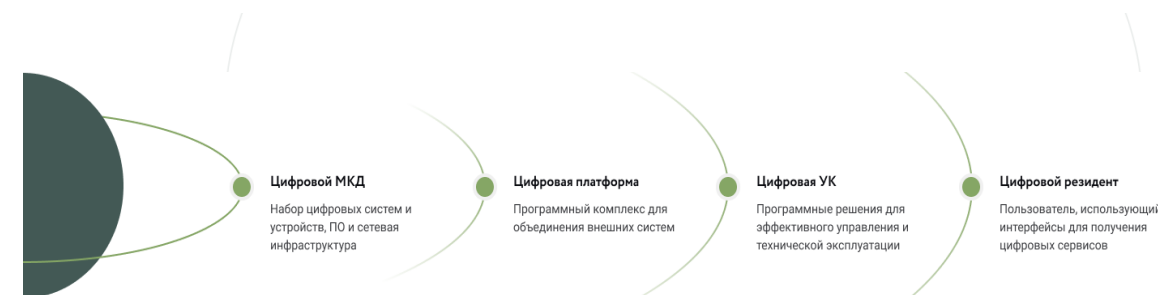 Цифровой МКД
Набор цифровых систем и
устройств, ПО и сетевая
инфраструктура
Цифровая платформа
Программный комплекс для
объединения внешних систем
Цифровая УК
Программные решения для
эффективного управления и
технической эксплуатации
Цифровой резидент
Пользователь, использующий
интерфейсы для получения
цифровых сервисов